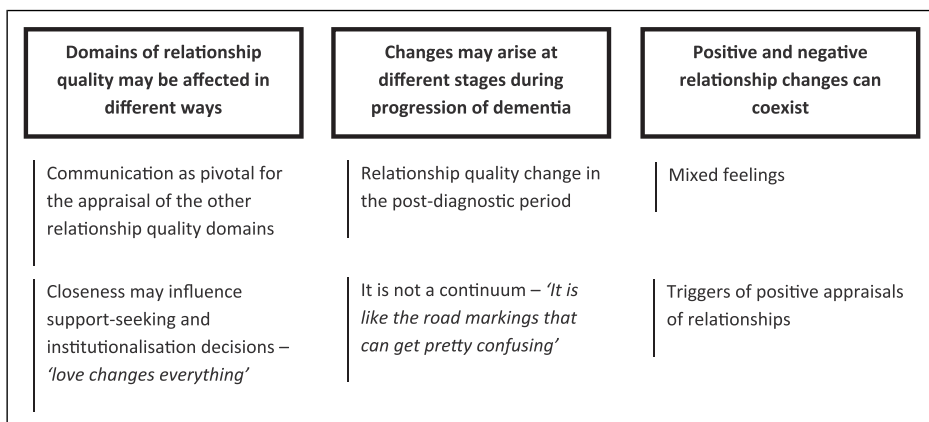 Domains of relationship
quality may be affected in
different ways
Communication as pivotal for
the appraisal of the other
relationship quality domains
Closeness may influence
support-seeking and
institutionalisation decisions –
‘love changes everything’
Changes may arise at
different stages during
progression of dementia
Relationship quality change in
the post-diagnostic period
It is not a continuum – ‘It is
like the road markings that
can get pretty confusing’
Positive and negative
relationship changes can
coexist
Mixed feelings
Triggers of positive appraisals
of relationships